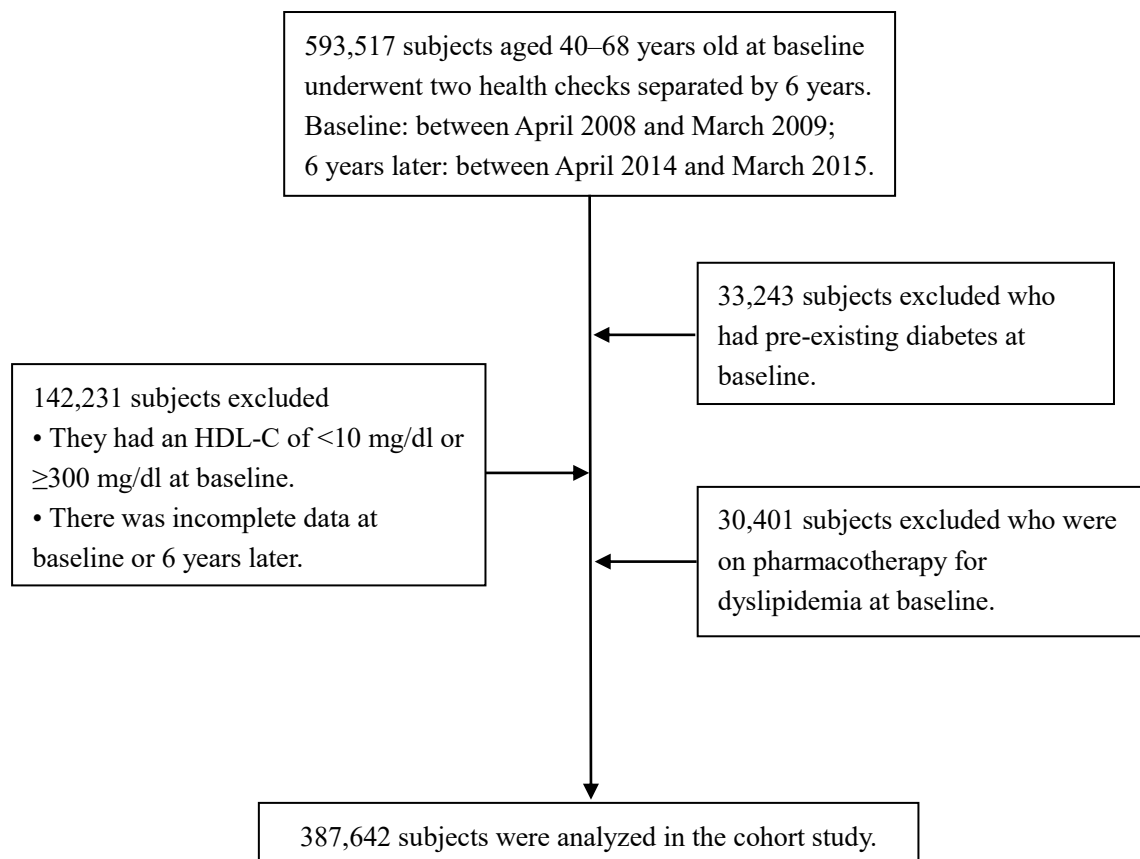 593,517 subjects aged 40–68 years old at baseline
underwent two health checks separated by 6 years.
Baseline: between April 2008 and March 2009;
6 years later: between April 2014 and March 2015.
33,243 subjects excluded who
had pre-existing diabetes at
baseline.
142,231 subjects excluded
• They had an HDL-C of <10 mg/dl or
≥300 mg/dl at baseline.
• There was incomplete data at
baseline or 6 years later.
30,401 subjects excluded who were
on pharmacotherapy for
dyslipidemia at baseline.
387,642 subjects were analyzed in the cohort study.